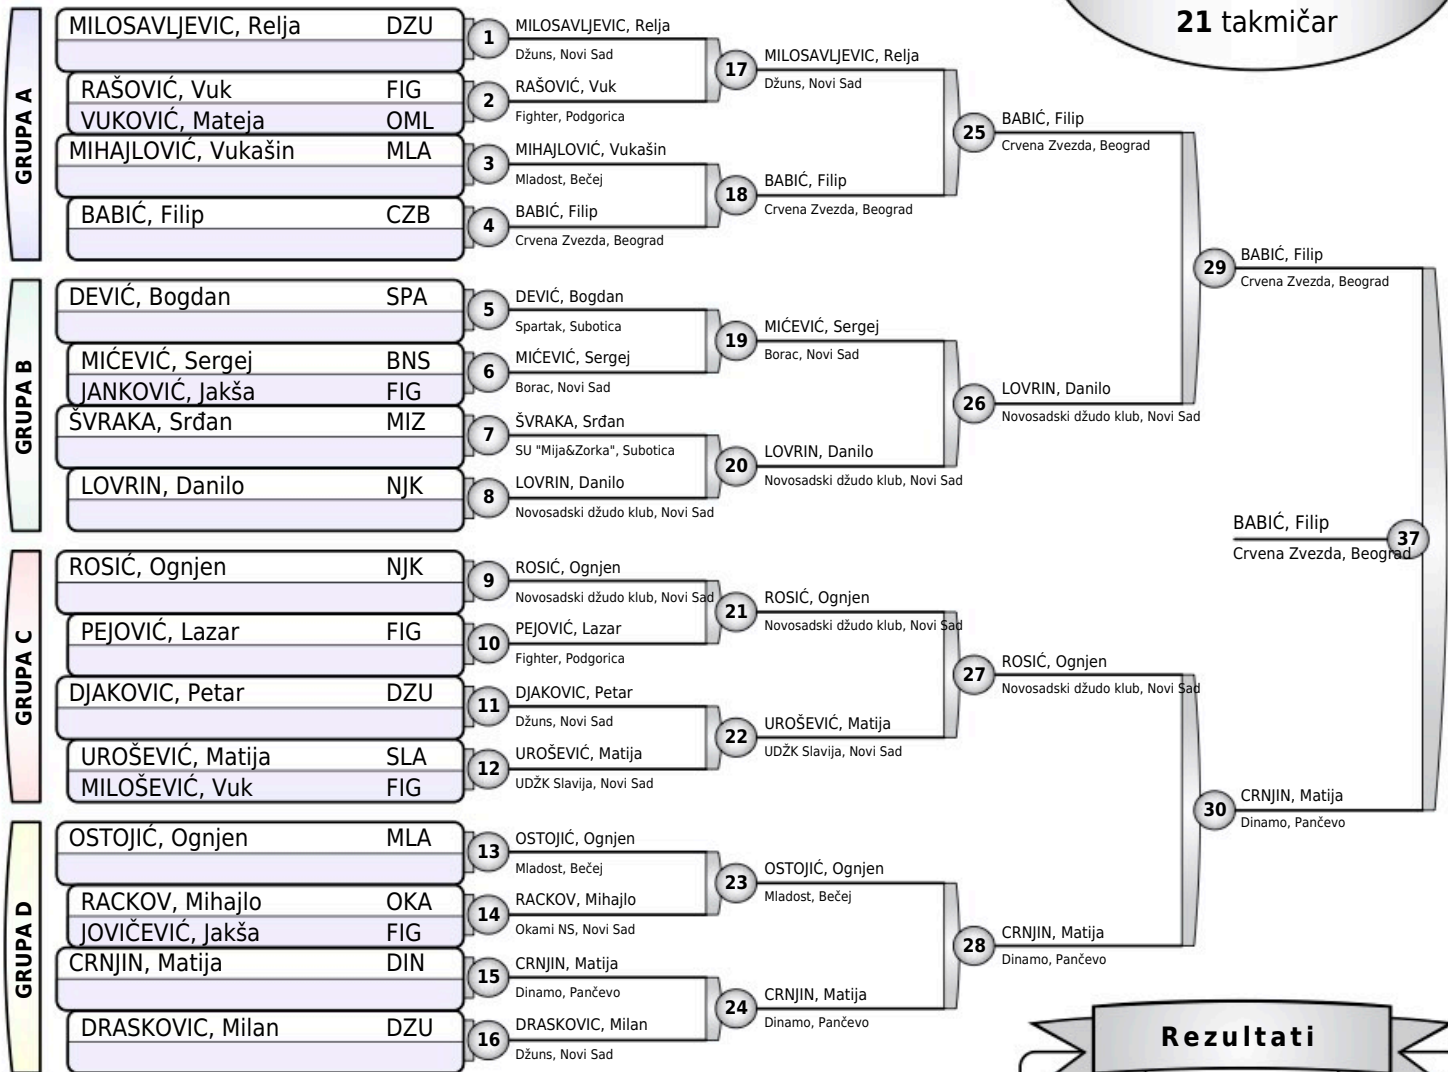 21 takmičar
GRUPA A
MILOSAVLJEVIC, Relja DZU
RAŠOVIĆ, Vuk FIG
VUKOVIĆ, Mateja OML
MIHAJLOVIĆ, Vukašin MLA
BABIĆ, Filip CZB
GRUPA B
DEVIĆ, Bogdan SPA
MIĆEVIĆ, Sergej BNS
JANKOVIĆ, Jakša FIG
ŠVRAKA, Srđan MIZ
LOVRIN, Danilo NJK
GRUPA C
ROSIĆ, Ognjen NJK
PEJOVIĆ, Lazar FIG
DJAKOVIC, Petar DZU
UROŠEVIĆ, Matija SLA
MILOŠEVIĆ, Vuk FIG
GRUPA D
OSTOJIĆ, Ognjen MLA
RACKOV, Mihajlo OKA
JOVIČEVIĆ, Jakša FIG
CRNJIN, Matija DIN
DRASKOVIC, Milan DZU
1 MILOSAVLJEVIC, Relja
Džuns, Novi Sad
2 RAŠOVIĆ, Vuk
Fighter, Podgorica
3 MIHAJLOVIĆ, Vukašin
Mladost, Bečej
4 BABIĆ, Filip
Crvena Zvezda, Beograd
5 DEVIĆ, Bogdan
Spartak, Subotica
6 MIĆEVIĆ, Sergej
Borac, Novi Sad
7 ŠVRAKA, Srđan
SU "Mija&Zorka", Subotica
8 LOVRIN, Danilo
Novosadski džudo klub, Novi Sad
9 ROSIĆ, Ognjen
Novosadski džudo klub, Novi Sad
10 PEJOVIĆ, Lazar
Fighter, Podgorica
11 DJAKOVIC, Petar
Džuns, Novi Sad
12 UROŠEVIĆ, Matija
UDŽK Slavija, Novi Sad
13 OSTOJIĆ, Ognjen
Mladost, Bečej
14 RACKOV, Mihajlo
Okami NS, Novi Sad
15 CRNJIN, Matija
Dinamo, Pančevo
16 DRASKOVIC, Milan
Džuns, Novi Sad
17 MILOSAVLJEVIC, Relja
Džuns, Novi Sad
18 BABIĆ, Filip
Crvena Zvezda, Beograd
19 MIĆEVIĆ, Sergej
Borac, Novi Sad
20 LOVRIN, Danilo
Novosadski džudo klub, Novi Sad
21 ROSIĆ, Ognjen
Novosadski džudo klub, Novi Sad
22 UROŠEVIĆ, Matija
UDŽK Slavija, Novi Sad
23 OSTOJIĆ, Ognjen
Mladost, Bečej
24 CRNJIN, Matija
Dinamo, Pančevo
25 BABIĆ, Filip
Crvena Zvezda, Beograd
26 LOVRIN, Danilo
Novosadski džudo klub, Novi Sad
27 ROSIĆ, Ognjen
Novosadski džudo klub, Novi Sad
28 CRNJIN, Matija
Dinamo, Pančevo
29 BABIĆ, Filip
Crvena Zvezda, Beograd
30 CRNJIN, Matija
Dinamo, Pančevo
BABIĆ, Filip 37
Crvena Zvezda, Beograd
Rezultati